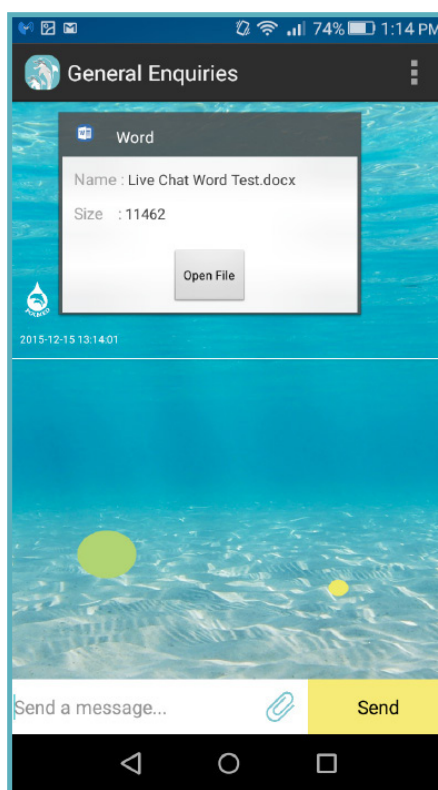 74% 1:14 PM
General Enquiries
Word
Name : Live Chat Word Test.docx
Size : 11462
Open File
2015-12-15 13:14:01
Send a message...
Send